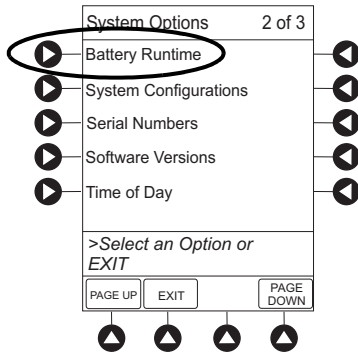 System Options 2 of 3
Battery Runtime
System Configurations
Serial Numbers
Software Versions
Time of Day
>Select an Option or
EXIT
PAGE UP EXIT PAGE
DOWN